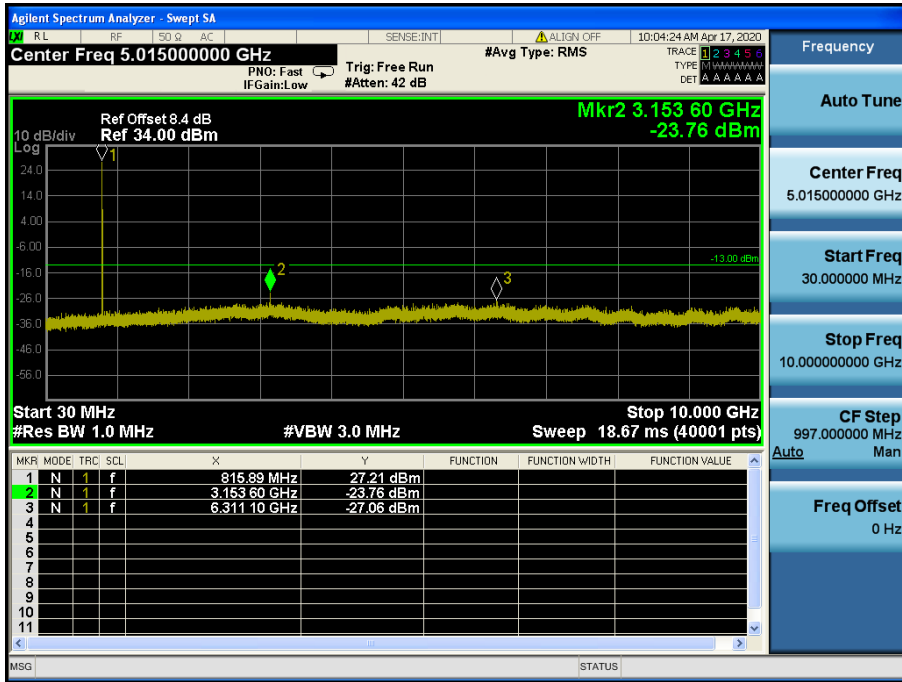 Agilent Spectrum Analyzer - Swept SA
LXI RL RF 50 Ω AC SENSE:INT ALIGN OFF 10:04:24 AM Apr 17, 2020
Center Freq 5.015000000 GHz #Avg Type: RMS TRACE 1 2 3 4 5 6
PNO: Fast Trig: Free Run TYPE M W W W W W
IFGain:Low #Atten: 42 dB DET A A A A A A
Frequency
Auto Tune
Center Freq
5.015000000 GHz
Start Freq
30.000000 MHz
Stop Freq
10.000000000 GHz
CF Step
997.000000 MHz
Auto Man
Freq Offset
0 Hz
Mkr2 3.153 60 GHz
-23.76 dBm
Ref Offset 8.4 dB
10 dB/div Ref 34.00 dBm
Log
1
24.0
14.0
4.00
-6.00
-13.00 dBm
2
-16.0
3
-26.0
-36.0
-46.0
-56.0
Start 30 MHz Stop 10.000 GHz
#Res BW 1.0 MHz #VBW 3.0 MHz Sweep 18.67 ms (40001 pts)
MKR MODE TRC SCL X Y FUNCTION FUNCTION WIDTH FUNCTION VALUE
1 N 1 f 815.89 MHz 27.21 dBm
2 N 1 f 3.153 60 GHz -23.76 dBm
3 N 1 f 6.311 10 GHz -27.06 dBm
4
5
6
7
8
9
10
11
MSG STATUS